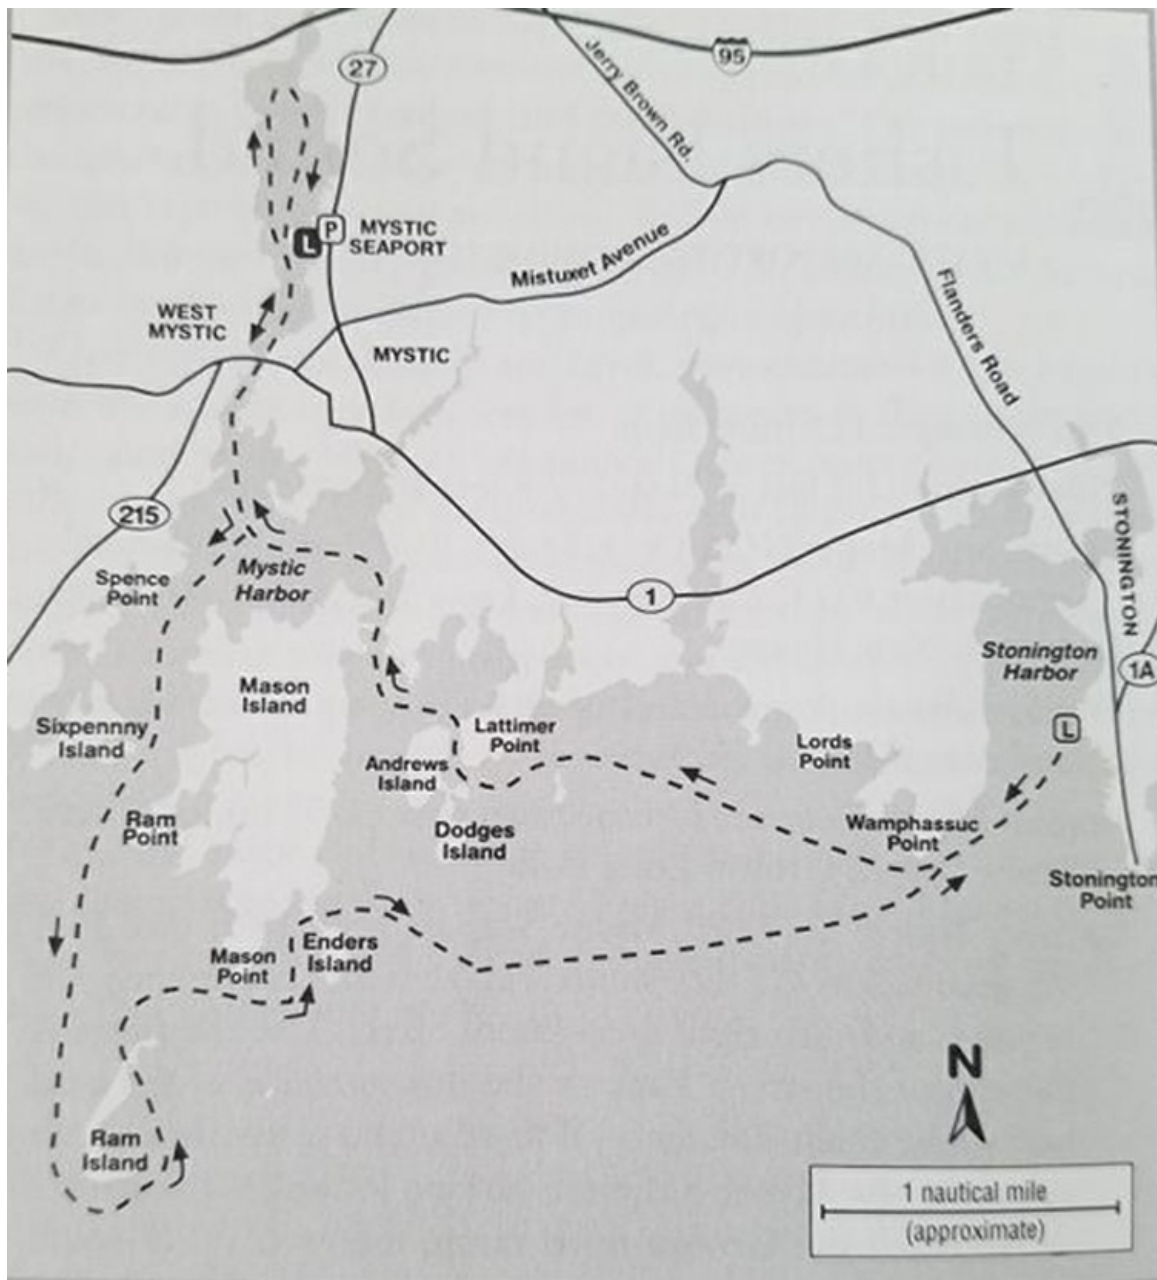 27
95
Jerry Brown Rd.
P
L
MYSTIC
SEAPORT
Mistuxet Avenue
Flanders Road
WEST
MYSTIC
MYSTIC
215
STONINGTON
Spence
Point
Mystic
Harbor
1
Stonington
Harbor
1A
Mason
Island
L
Sixpennny
Island
Lattimer
Point
Lords
Point
Andrews
Island
Ram
Point
Dodges
Island
Wamphassuc
Point
Stonington
Point
Mason
Point
Enders
Island
N
Ram
Island
1 nautical mile
(approximate)